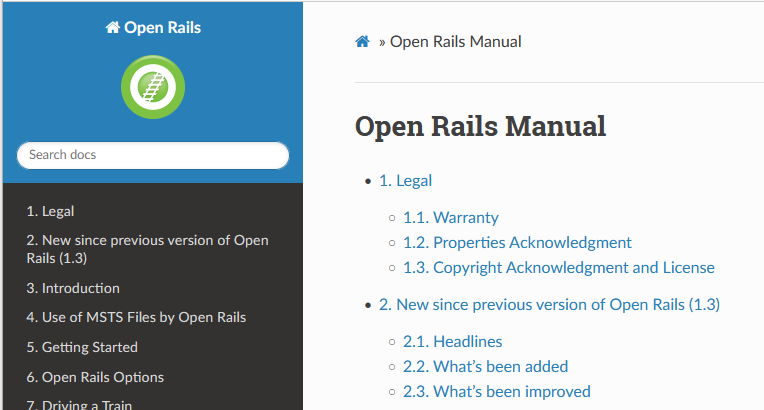 Open Rails
Search docs
1. Legal
2. New since previous version of Open
Rails (1.3)
3. Introduction
4. Use of MSTS Files by Open Rails
5. Getting Started
6. Open Rails Options
7. Driving a Train
» Open Rails Manual
Open Rails Manual
• 1. Legal
◦ 1.1. Warranty
◦ 1.2. Properties Acknowledgment
◦ 1.3. Copyright Acknowledgment and License
• 2. New since previous version of Open Rails (1.3)
◦ 2.1. Headlines
◦ 2.2. What's been added
◦ 2.3. What's been improved